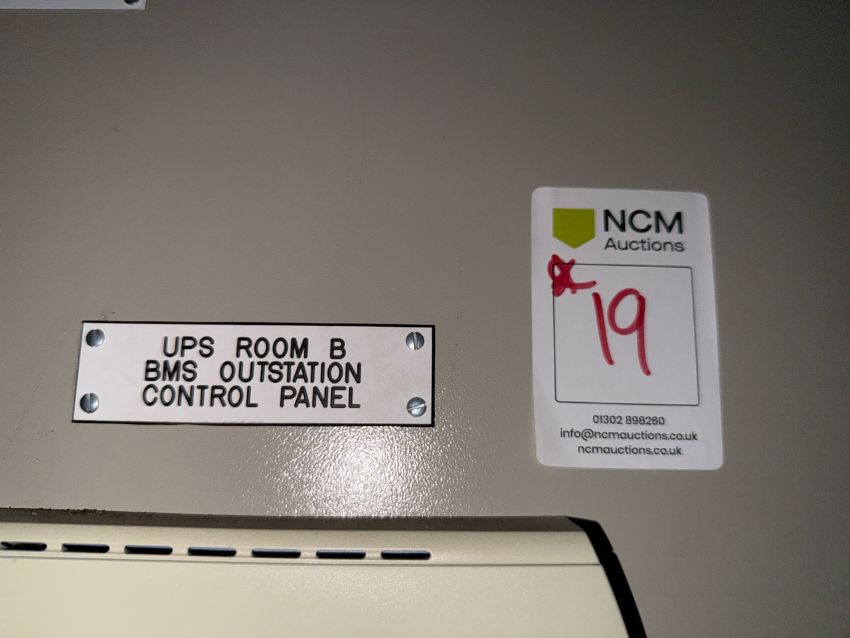 UPS ROOM B
BMS OUTSTATION
CONTROL PANEL
NCM
Auctions
19
01302 898260
info@ncmauctions.co.uk
ncmauctions.co.uk